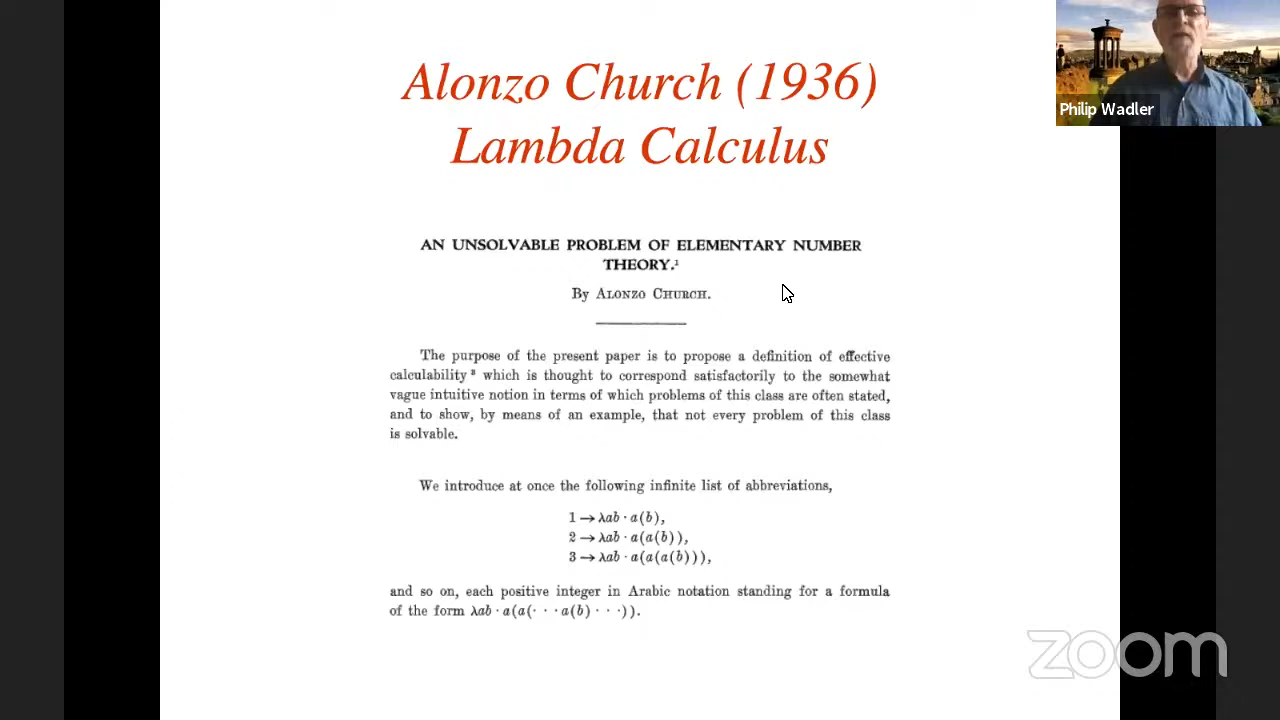 Alonzo Church (1936)
Lambda Calculus
Philip Wadler
AN UNSOLVABLE PROBLEM OF ELEMENTARY NUMBER
THEORY.¹
By ALONZO CHURCH.
The purpose of the present paper is to propose a definition of effective
calculability ² which is thought to correspond satisfactorily to the somewhat
vague intuitive notion in terms of which problems of this class are often stated,
and to show, by means of an example, that not every problem of this class
is solvable.
We introduce at once the following infinite list of abbreviations,
1 → λab · a(b),
2 → λab · a(a(b)),
3 → λab · a(a(a(b))),
and so on, each positive integer in Arabic notation standing for a formula
of the form λab · a(a(· · · a(b) · · ·)).
zoom